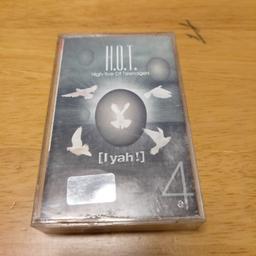 H.O.T.
High-five Of Teenagers
[I yah!]
4